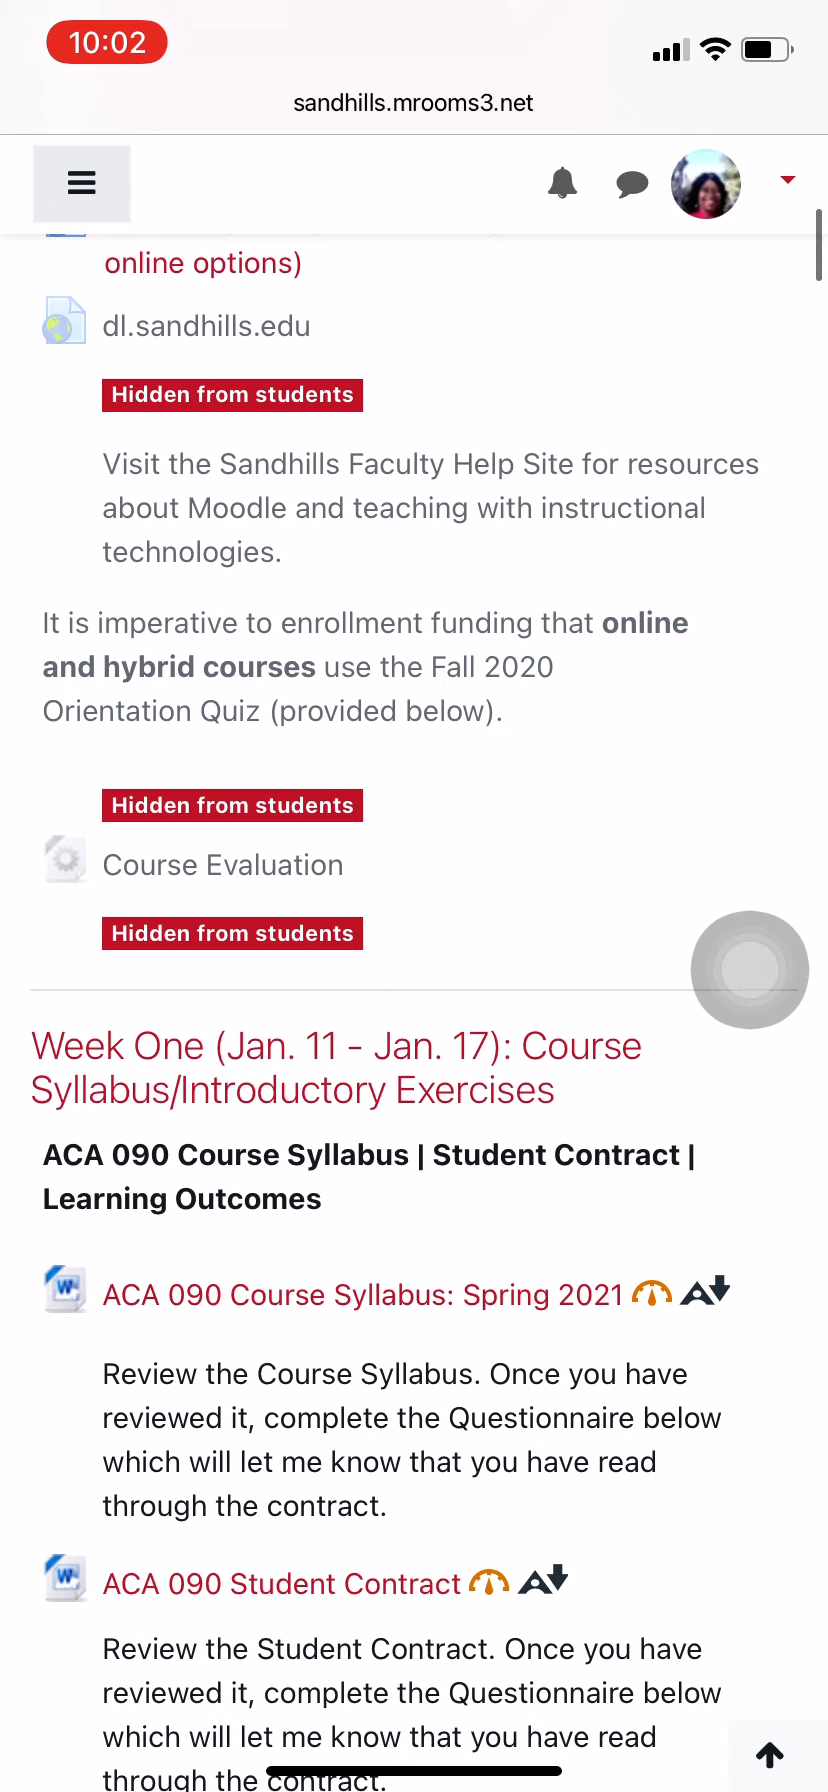 10:02
sandhills.mrooms3.net
online options)
dl.sandhills.edu
Hidden from students
Visit the Sandhills Faculty Help Site for resources
about Moodle and teaching with instructional
technologies.
It is imperative to enrollment funding that online
and hybrid courses use the Fall 2020
Orientation Quiz (provided below).
Hidden from students
Course Evaluation
Hidden from students
Week One (Jan. 11 - Jan. 17): Course
Syllabus/Introductory Exercises
ACA 090 Course Syllabus | Student Contract |
Learning Outcomes
ACA 090 Course Syllabus: Spring 2021
Review the Course Syllabus. Once you have
reviewed it, complete the Questionnaire below
which will let me know that you have read
through the contract.
ACA 090 Student Contract
Review the Student Contract. Once you have
reviewed it, complete the Questionnaire below
which will let me know that you have read
through the contract.